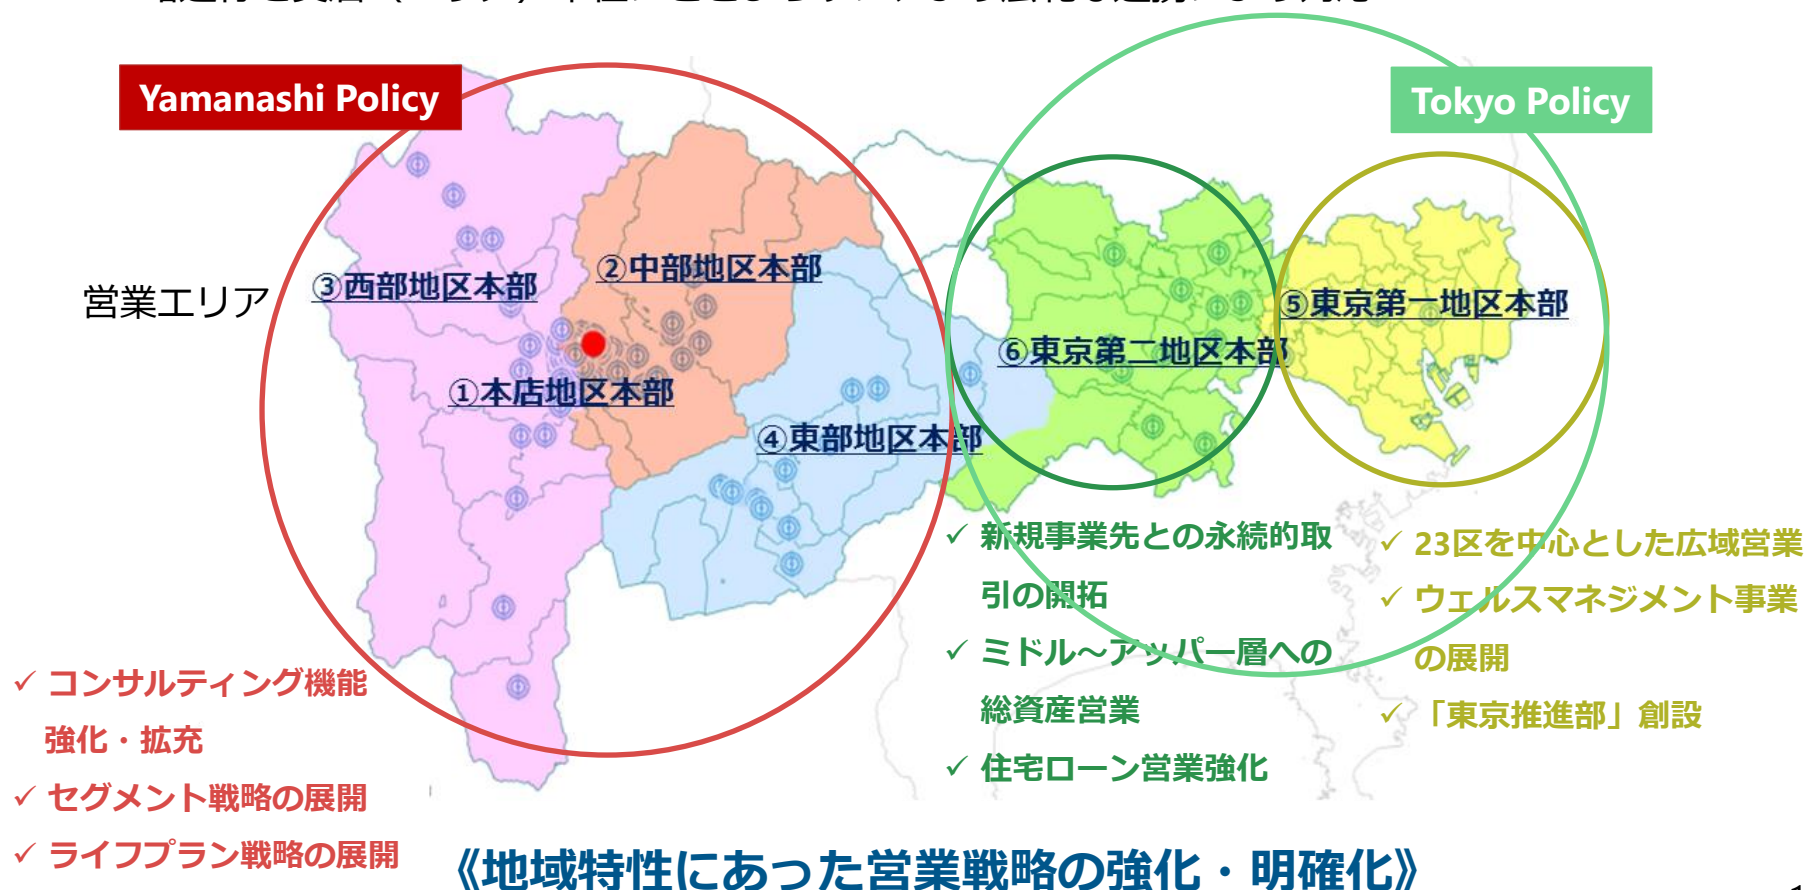 Yamanashi Policy
Tokyo Policy
営業エリア
③西部地区本部
②中部地区本部
①本店地区本部
④東部地区本部
⑥東京第二地区本部
⑤東京第一地区本部
✓ コンサルティング機能
強化・拡充
✓ セグメント戦略の展開
✓ ライフプラン戦略の展開
✓ 新規事業先との永続的取
引の開拓
✓ ミドル～アッパー層への
総資産営業
✓ 住宅ローン営業強化
✓ 23区を中心とした広域営業
✓ ウェルスマネジメント事業
の展開
✓ 「東京推進部」創設
《地域特性にあった営業戦略の強化・明確化》